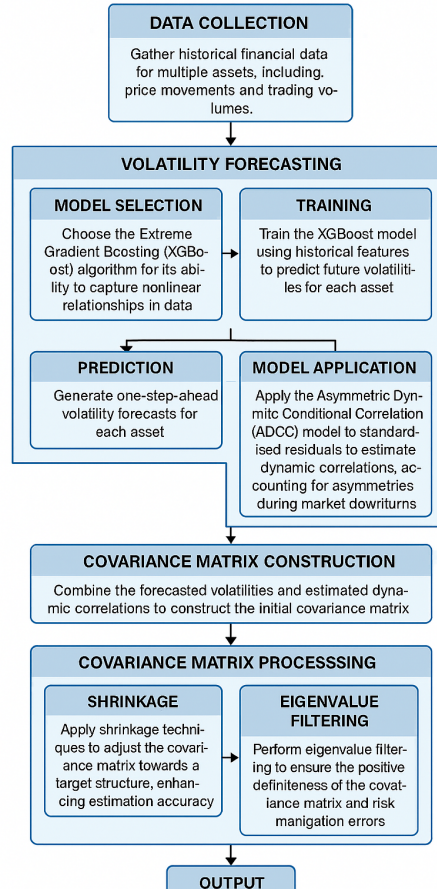 DATA COLLECTION
Gather historical financial data
for multiple assets, including.
price movements and trading vo-
lumes.
VOLATILITY FORECASTING
MODEL SELECTION
Choose the Extreme
Gradient Bcosting (XGBo-
ost) algorithm for its abi-
lity to capture nonlinear
relationships in data
TRAINING
Train the XGBoost model
using historical features
to predict future volatiliti-
les for each asset
PREDICTION
Generate one-step-ahead
volatility forecasts for
each asset
MODEL APPLICATION
Apply the Asymmetric Dyn-
mitc Conditional Correlation
(ADCC) model to standard-
ised residuals to estimate
dynamic correlations, ac-
counting for asymmetries
during market downiturns
COVARIANCE MATRIX CONSTRUCTION
Combine the forecasted volatilities and estimated dyna-
mic correlations to construct the initial covariance matrix
COVARIANCE MATRIX PROCESSSING
SHRINKAGE
Apply shrinkage techni-
ques to adjust the covari-
ance matrix towards a
target structure, enhan-
cing estimation accuracy
EIGENVALUE
FILTERING
Perform eigenvalue filter-
ing to ensure the positive
definiteness of the covat-
iance matrix and risk
manigation errors
OUTPUT